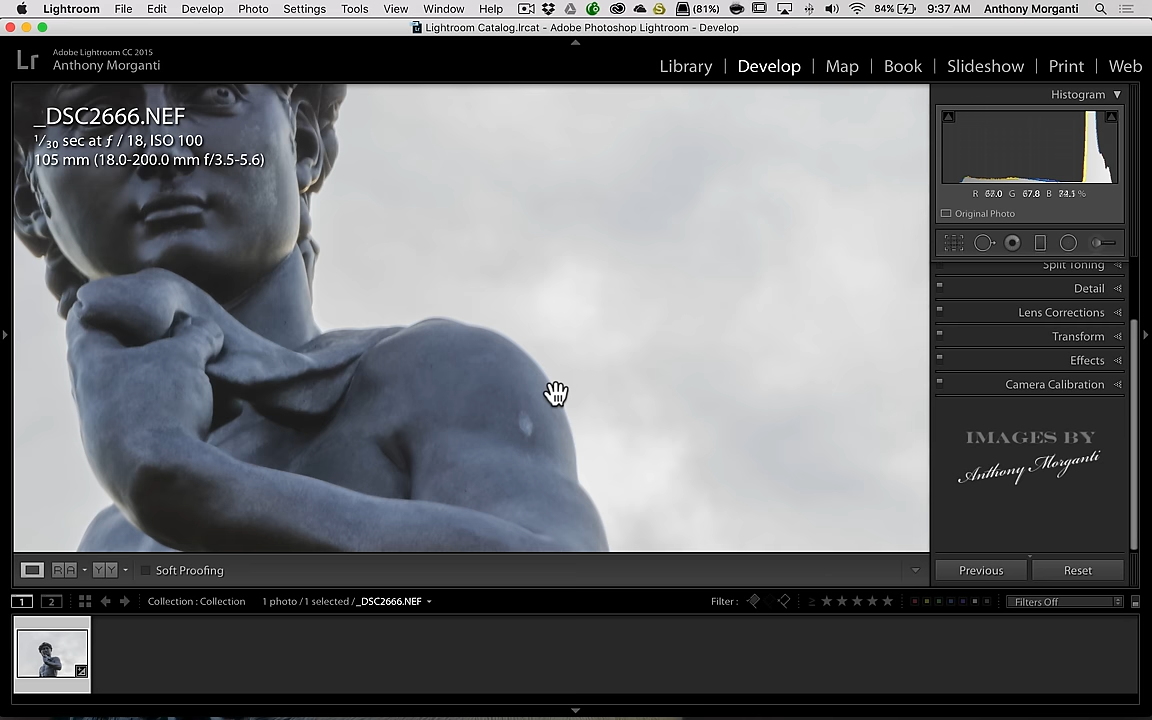 Lightroom File Edit Develop Photo Settings Tools View Window Help (81%) 84% 9:37 AM Anthony Morganti
Lightroom Catalog.lrcat - Adobe Photoshop Lightroom - Develop
Lr Adobe Lightroom CC 2015
Anthony Morganti
Library | Develop | Map | Book | Slideshow | Print | Web
Histogram
_DSC2666.NEF
1/30 sec at ƒ / 18, ISO 100
105 mm (18.0-200.0 mm f/3.5-5.6)
R G 67.8 B %
Original Photo
Split Toning
Detail
Lens Corrections
Transform
Effects
Camera Calibration
IMAGES BY
Anthony Morganti
R A Y Y Soft Proofing
Previous Reset
1 2 Collection : Collection 1 photo / 1 selected / _DSC2666.NEF Filter : ≥ Filters Off